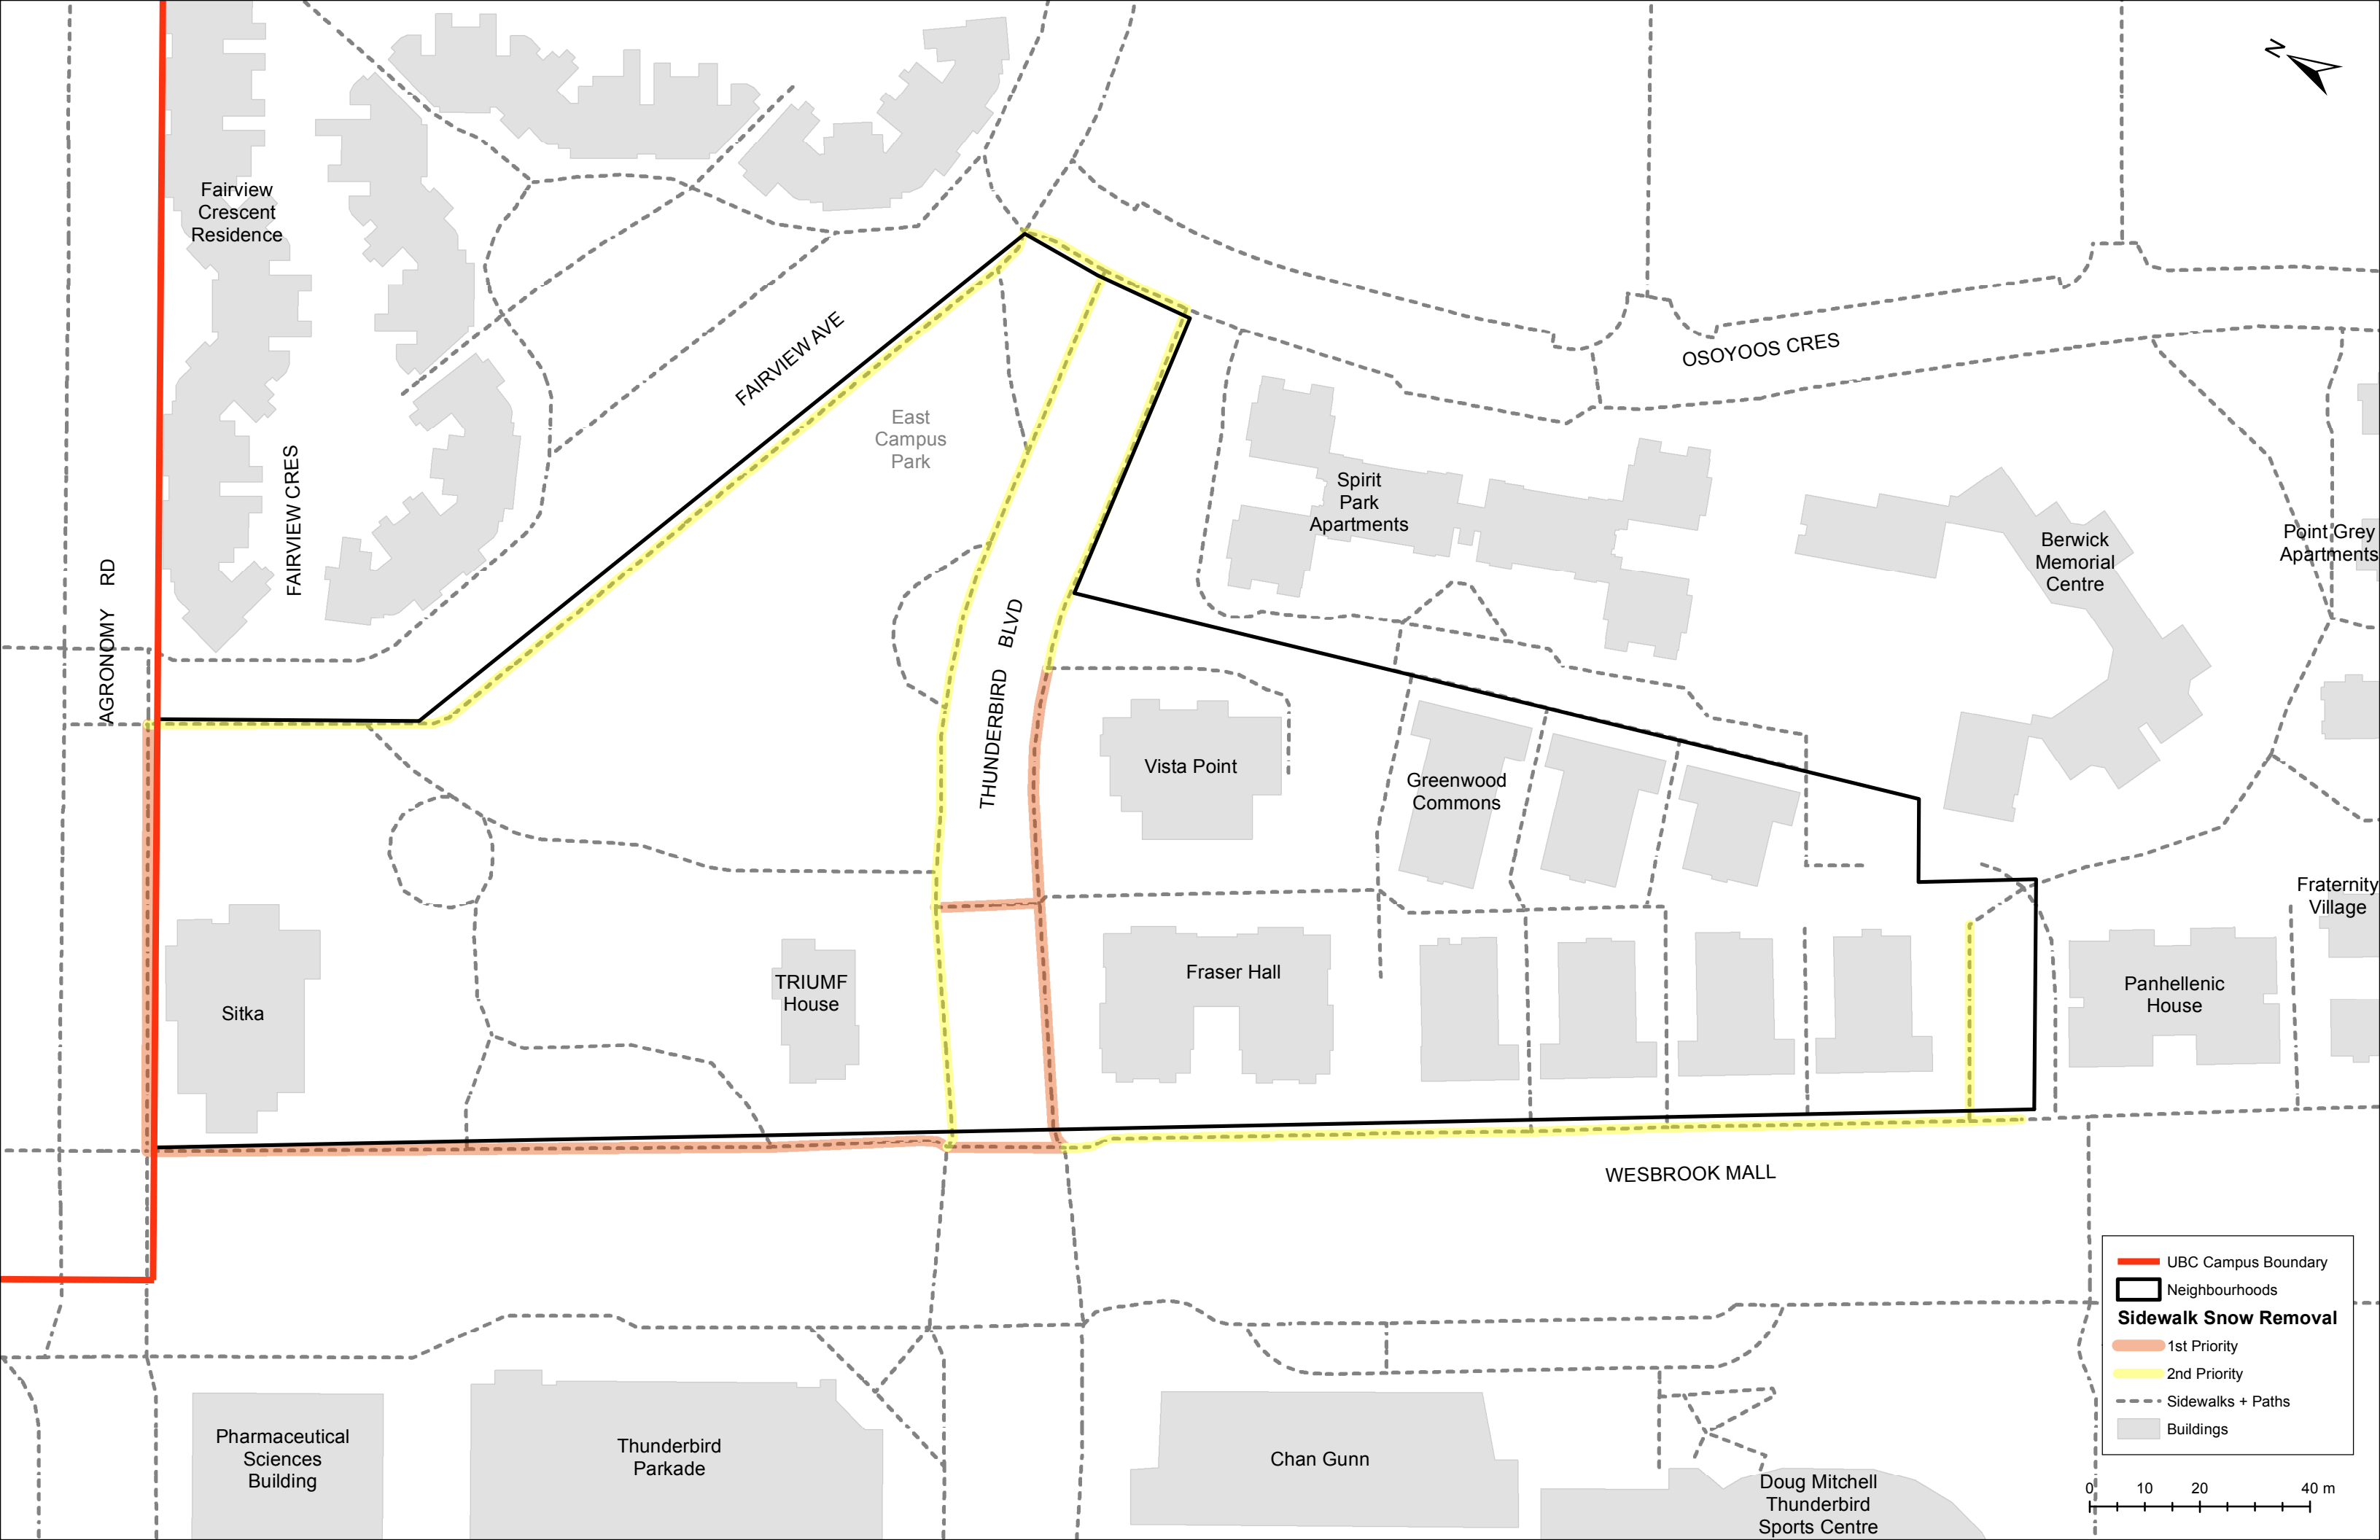 N
Fairview
Crescent
Residence
FAIRVIEW AVE
OSOYOOS CRES
East
Campus
Park
FAIRVIEW CRES
Spirit
Park
Apartments
Berwick
Memorial
Centre
Point Grey
Apartments
AGRONOMY RD
THUNDERBIRD BLVD
Vista Point
Greenwood
Commons
Fraternity
Village
Sitka
TRIUMF
House
Fraser Hall
Panhellenic
House
WESBROOK MALL
UBC Campus Boundary
Neighbourhoods
Sidewalk Snow Removal
1st Priority
2nd Priority
Sidewalks + Paths
Buildings
Pharmaceutical
Sciences
Building
Thunderbird
Parkade
Chan Gunn
Doug Mitchell
Thunderbird
Sports Centre
0 10 20 40 m